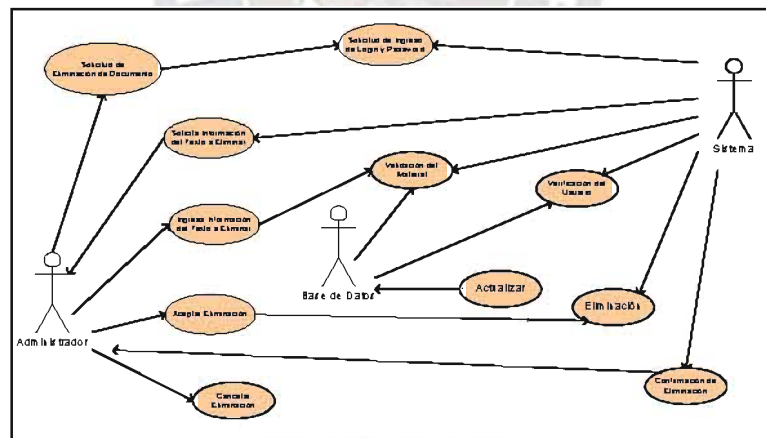 Solicitud de
Eliminación de Documento
Solicitud de Ingreso
de Login y Password
Sistema
Solicita Información
del Texto a Eliminar
Validación del
Material
Verificación del
Usuario
Ingresa Información
del Texto a Eliminar
Base de Datos
Actualizar
Eliminación
Acepta Eliminación
Administrador
Cancela
Eliminación
Confirmación de
Eliminación